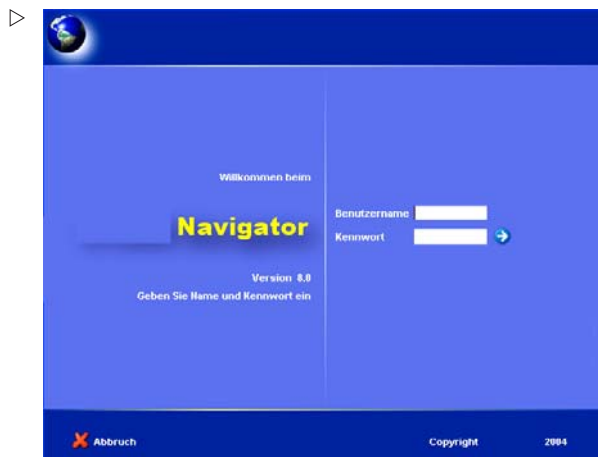 Willkommen beim
Navigator
Version 8.0
Geben Sie Name und Kennwort ein
Benutzername
Kennwort
Abbruch
Copyright 2004